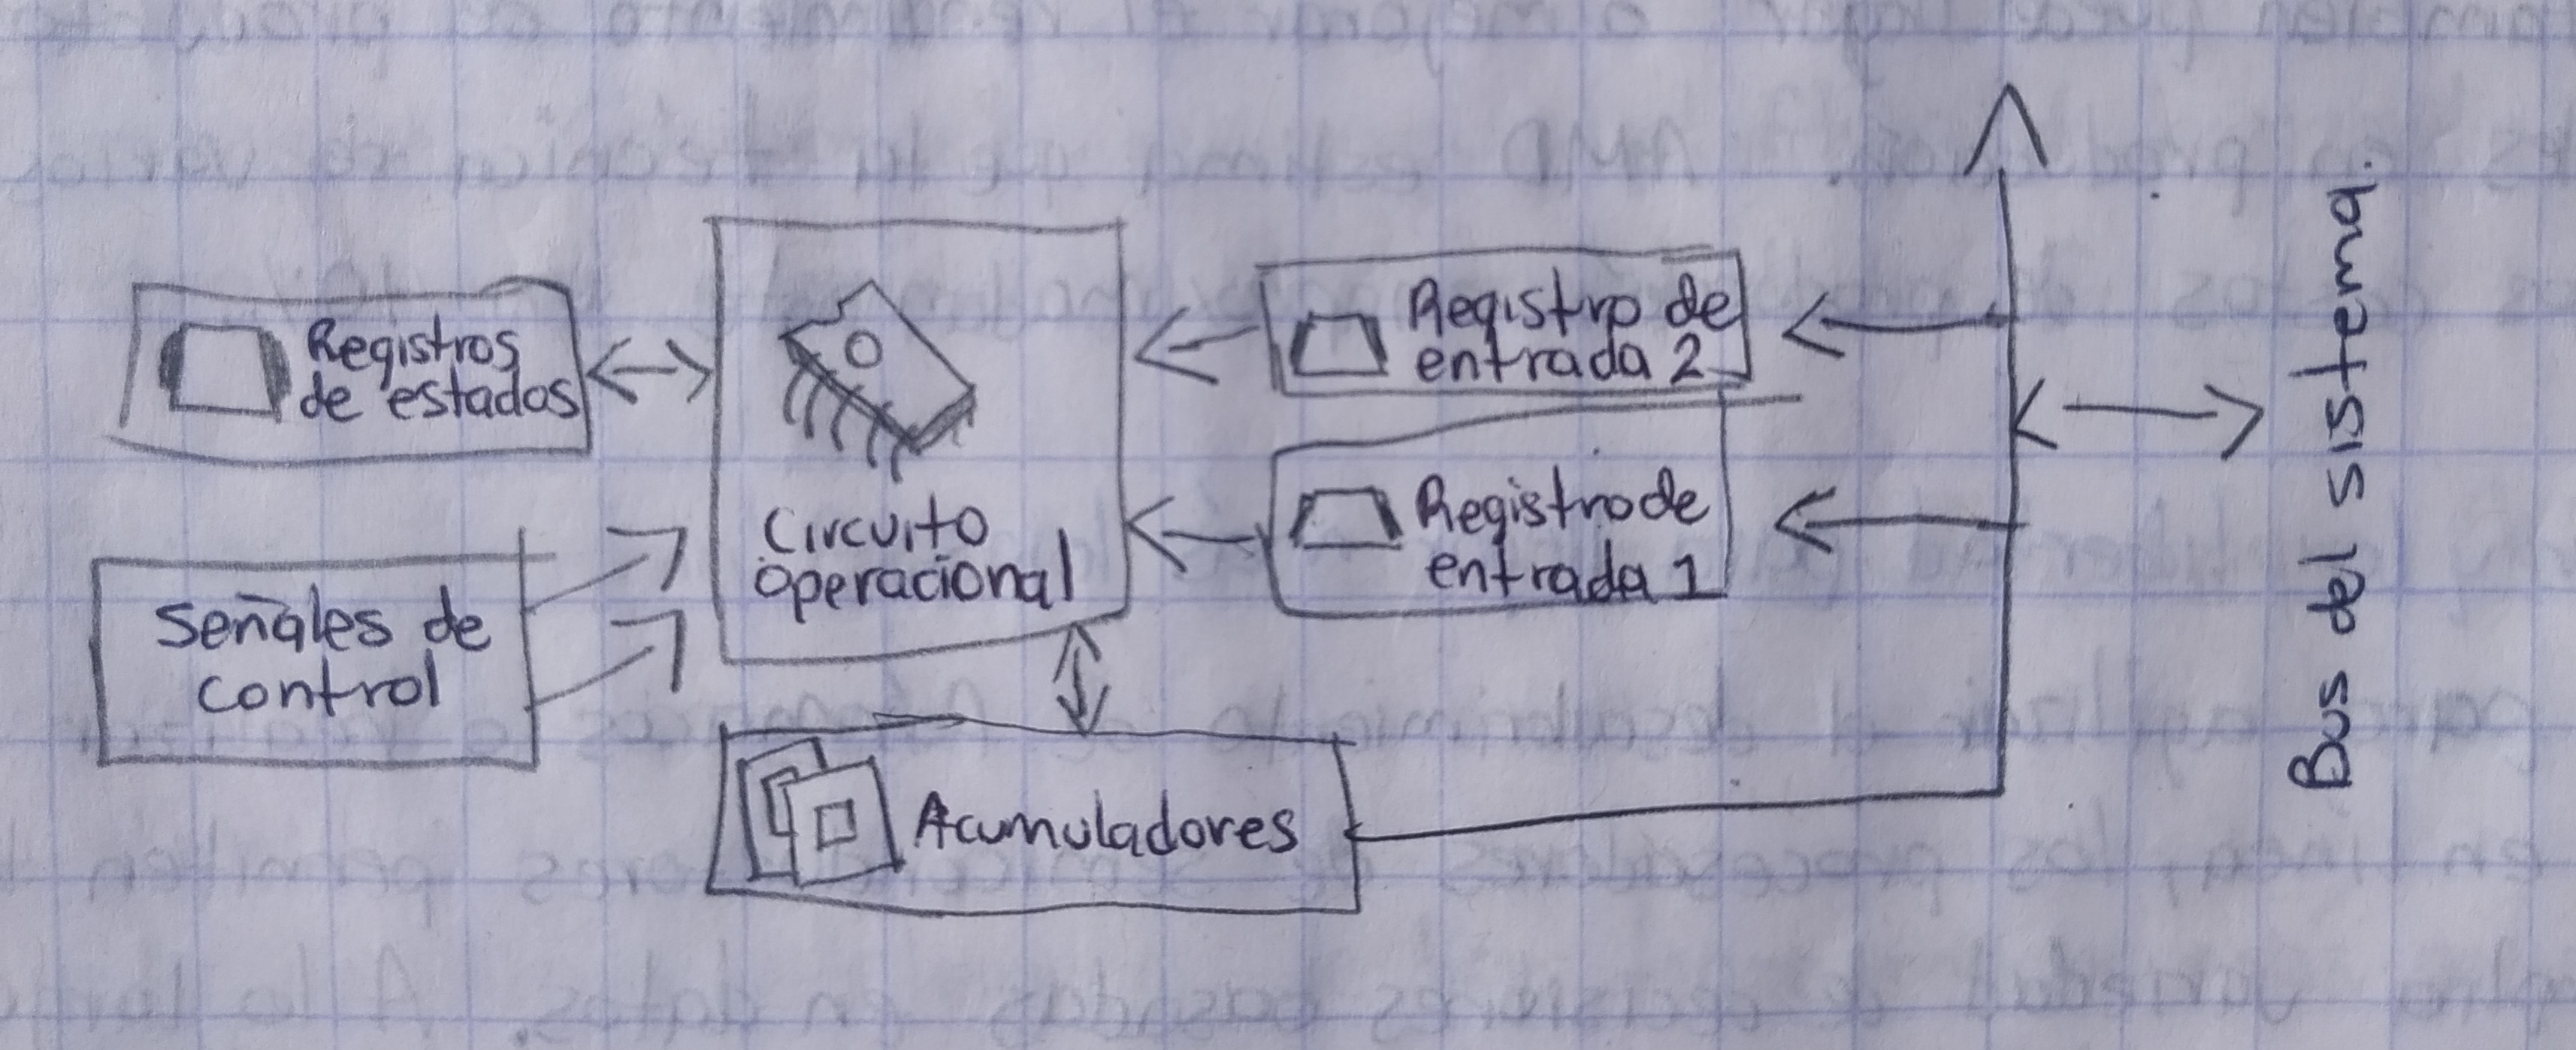 Registros
de estados
Señales de
control
Circuito
operacional
Registro de
entrada 2
Registro de
entrada 1
Acumuladores
Bus del sistema.